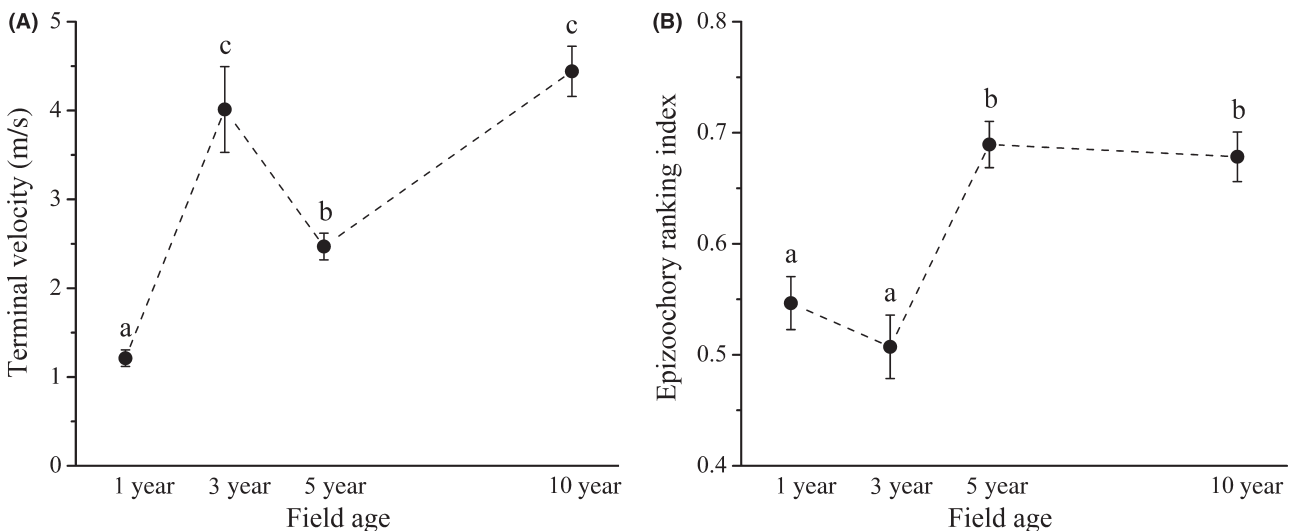 (A)
Terminal velocity (m/s)
5
4
3
2
1
0
a
c
b
c
1 year
3 year
5 year
10 year
Field age
(B)
Epizoochory ranking index
0.8
0.7
0.6
0.5
0.4
a
a
b
b
1 year
3 year
5 year
10 year
Field age